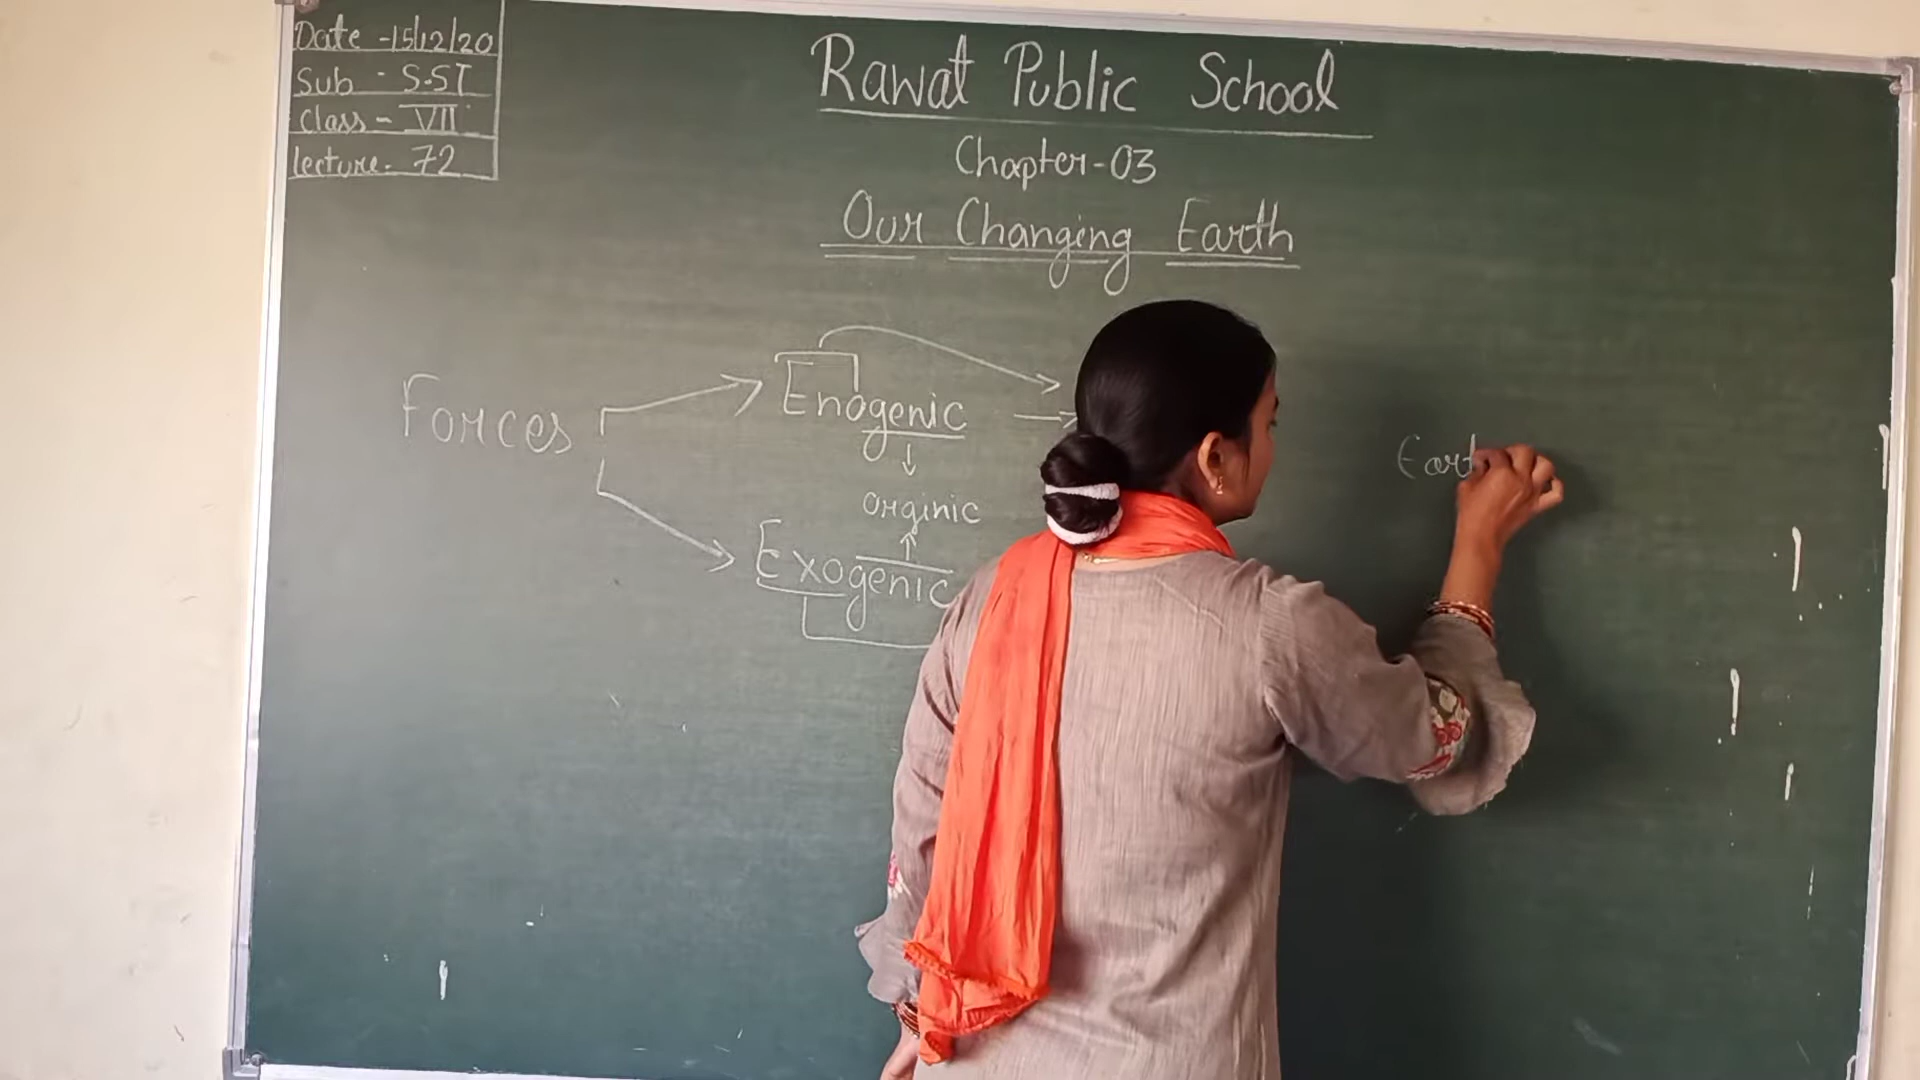 Date - 15/12/20
Sub - S.ST
Class - VII
lecture - 72
Rawat Public School
Chapter-03
Our Changing Earth
Forces
Enogenic
orginic
Exogenic
Eart